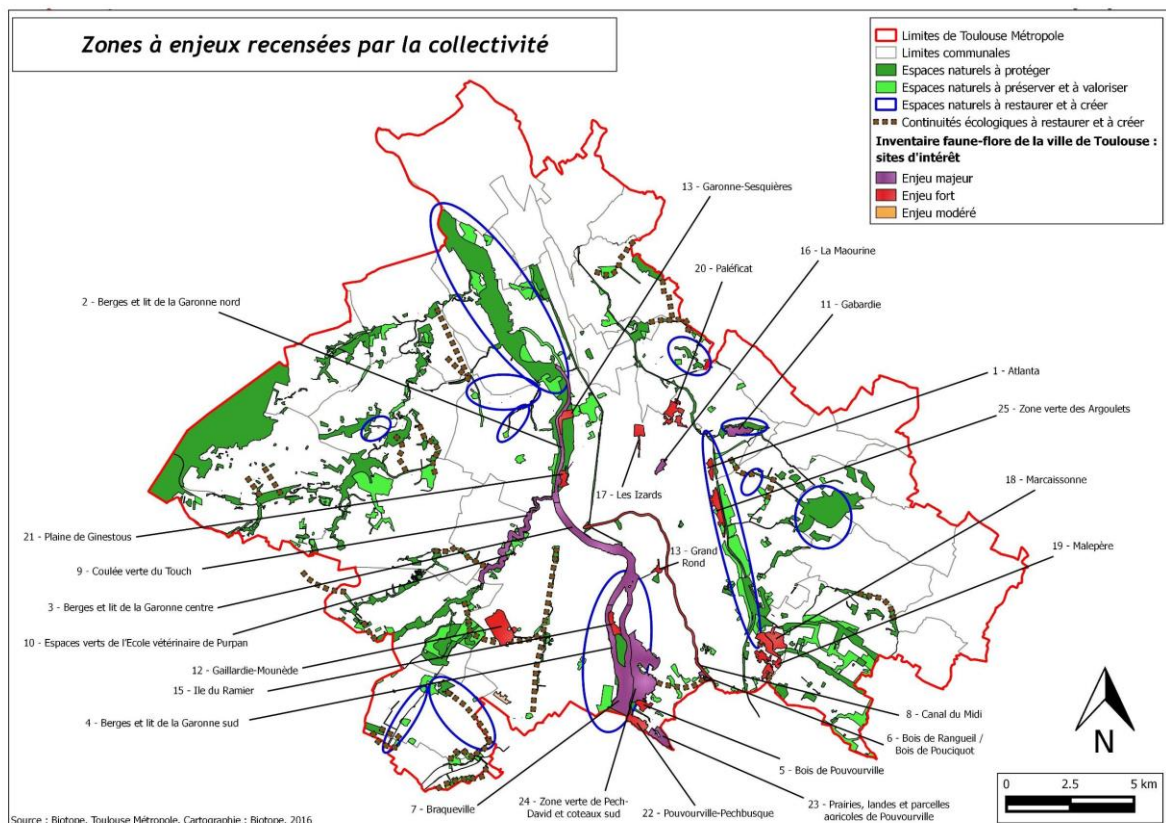 Zones à enjeux recensées par la collectivité
Limites de Toulouse Métropole
Limites communales
Espaces naturels à protéger
Espaces naturels à préserver et à valoriser
Espaces naturels à restaurer et à créer
Continuités écologiques à restaurer et à créer
Inventaire faune-flore de la ville de Toulouse :
sites d'intérêt
Enjeu majeur
Enjeu fort
Enjeu modéré
13 - Garonne-Sesquières
16 - La Maourine
20 - Paléficat
11 - Gabardie
2 - Berges et lit de la Garonne nord
1 - Atlanta
25 - Zone verte des Argoulets
18 - Marcaissonne
17 - Les Izards
21 - Plaine de Ginestous
19 - Malepère
13 - Grand
Rond
9 - Coulée verte du Touch
3 - Berges et lit de la Garonne centre
10 - Espaces verts de l'Ecole vétérinaire de Purpan
12 - Gaillardie-Mounède
15 - Ile du Ramier
4 - Berges et lit de la Garonne sud
8 - Canal du Midi
6 - Bois de Rangueil /
Bois de Pouciquot
5 - Bois de Pouvourville
7 - Braqueville
24 - Zone verte de Pech-
David et coteaux sud
22 - Pouvourville-Pechbusque
23 - Prairies, landes et parcelles
agricoles de Pouvourville
N
0 2.5 5 km
Source : Biotope, Toulouse Métropole, Cartographie : Biotope, 2016